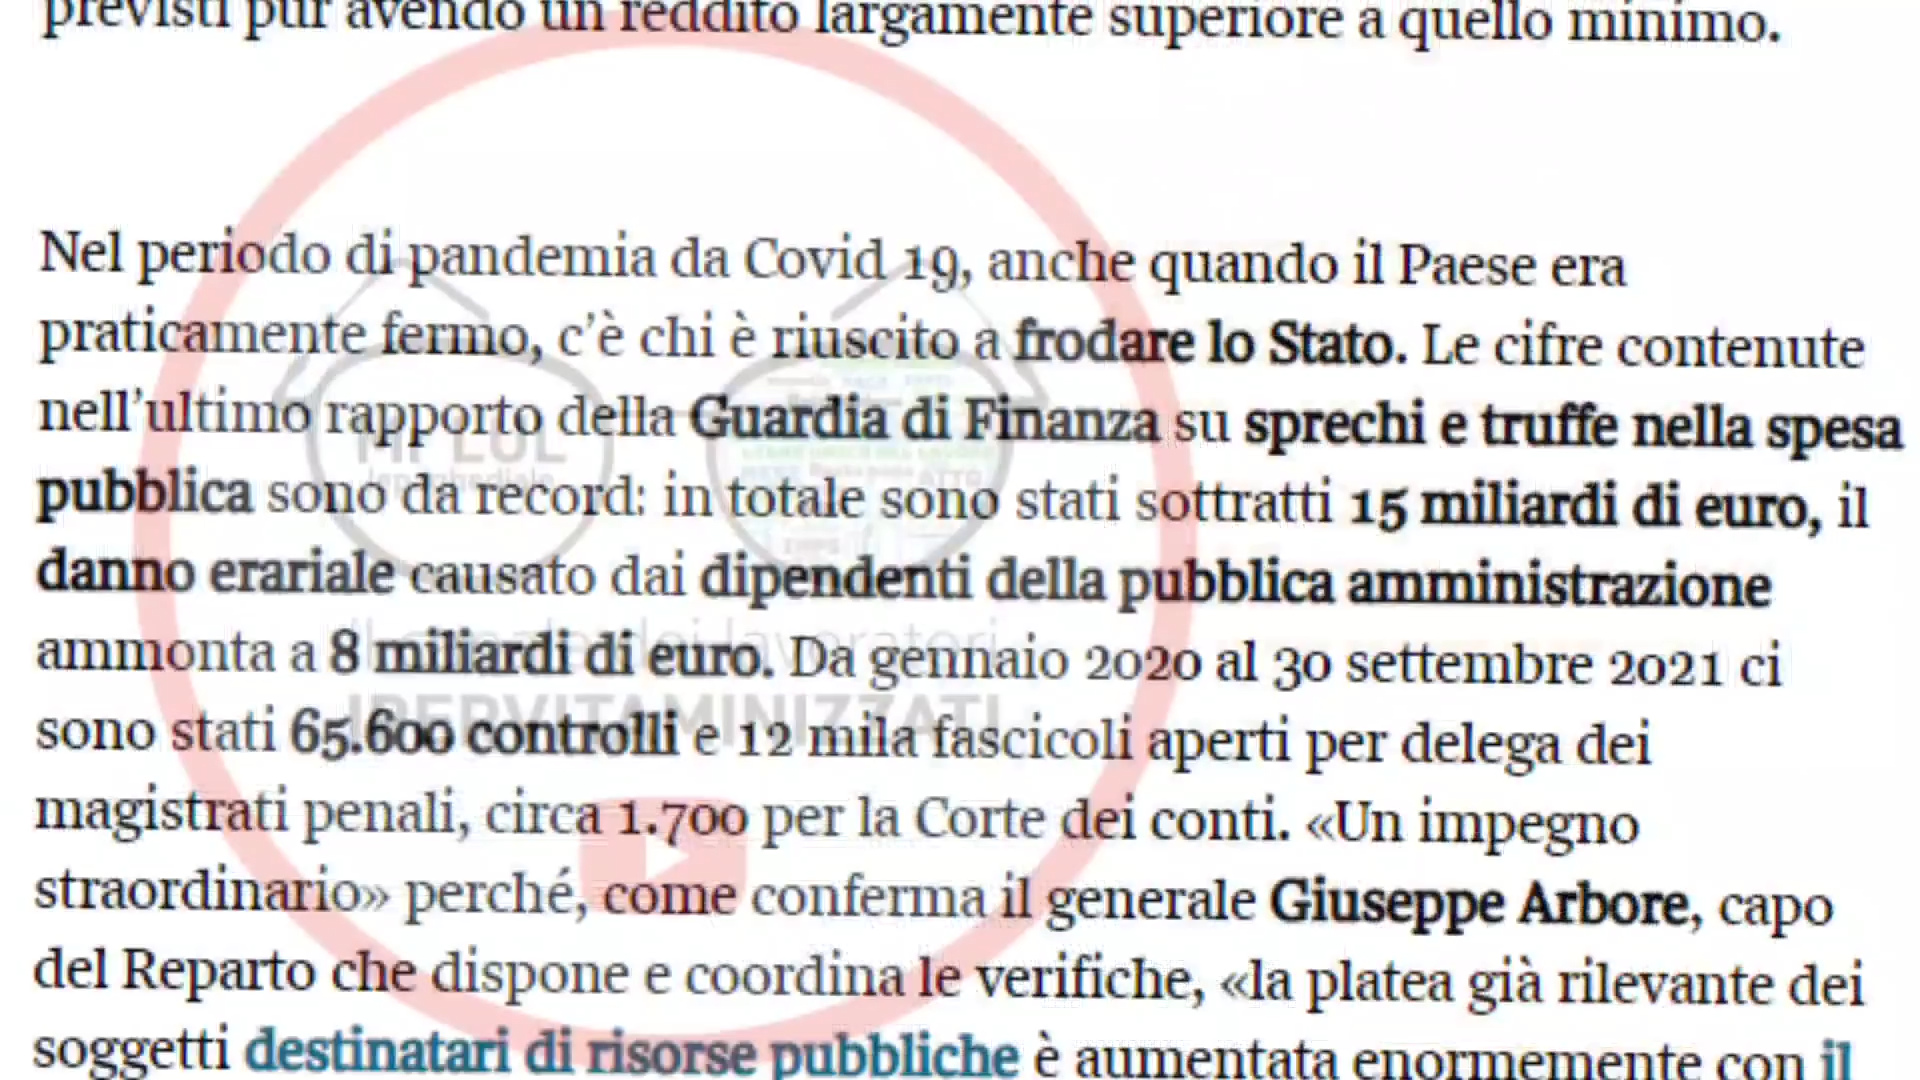 previsti pur avendo un reddito largamente superiore a quello minimo.
Nel periodo di pandemia da Covid 19, anche quando il Paese era
praticamente fermo, c’è chi è riuscito a frodare lo Stato. Le cifre contenute
nell’ultimo rapporto della Guardia di Finanza su sprechi e truffe nella spesa
pubblica sono da record: in totale sono stati sottratti 15 miliardi di euro, il
danno erariale causato dai dipendenti della pubblica amministrazione
ammonta a 8 miliardi di euro. Da gennaio 2020 al 30 settembre 2021 ci
sono stati 65.600 controlli e 12 mila fascicoli aperti per delega dei
magistrati penali, circa 1.700 per la Corte dei conti. «Un impegno
straordinario» perché, come conferma il generale Giuseppe Arbore, capo
del Reparto che dispone e coordina le verifiche, «la platea già rilevante dei
soggetti destinatari di risorse pubbliche è aumentata enormemente con il
IPERVITAMINIZZATI